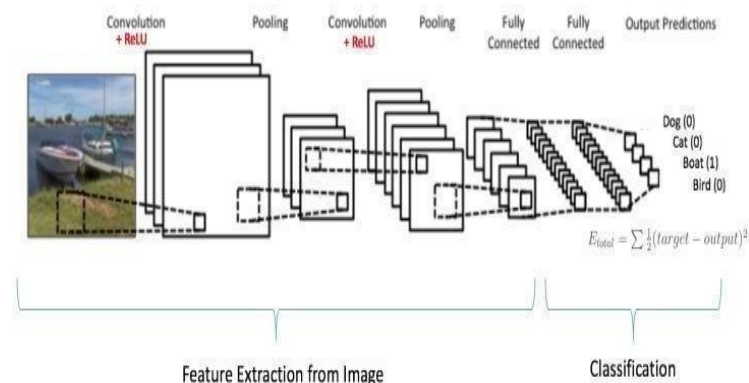 Convolution
+ ReLU
Pooling
Convolution
+ ReLU
Pooling
Fully
Connected
Fully
Connected
Output Predictions
Dog (0)
Cat (0)
Boat (1)
Bird (0)
E_total = ∑ ½(target − output)²
Feature Extraction from Image
Classification